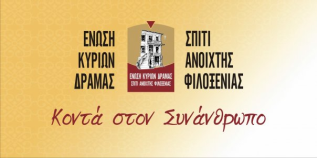 ΕΝΩΣΗ
ΚΥΡΙΩΝ
ΔΡΑΜΑΣ
ΣΠΙΤΙ
ΑΝΟΙΧΤΗΣ
ΦΙΛΟΞΕΝΙΑΣ
ΕΝΩΣΗ ΚΥΡΙΩΝ ΔΡΑΜΑΣ
ΣΠΙΤΙ ΑΝΟΙΧΤΗΣ ΦΙΛΟΞΕΝΙΑΣ
Κοντά στον Συνάνθρωπο